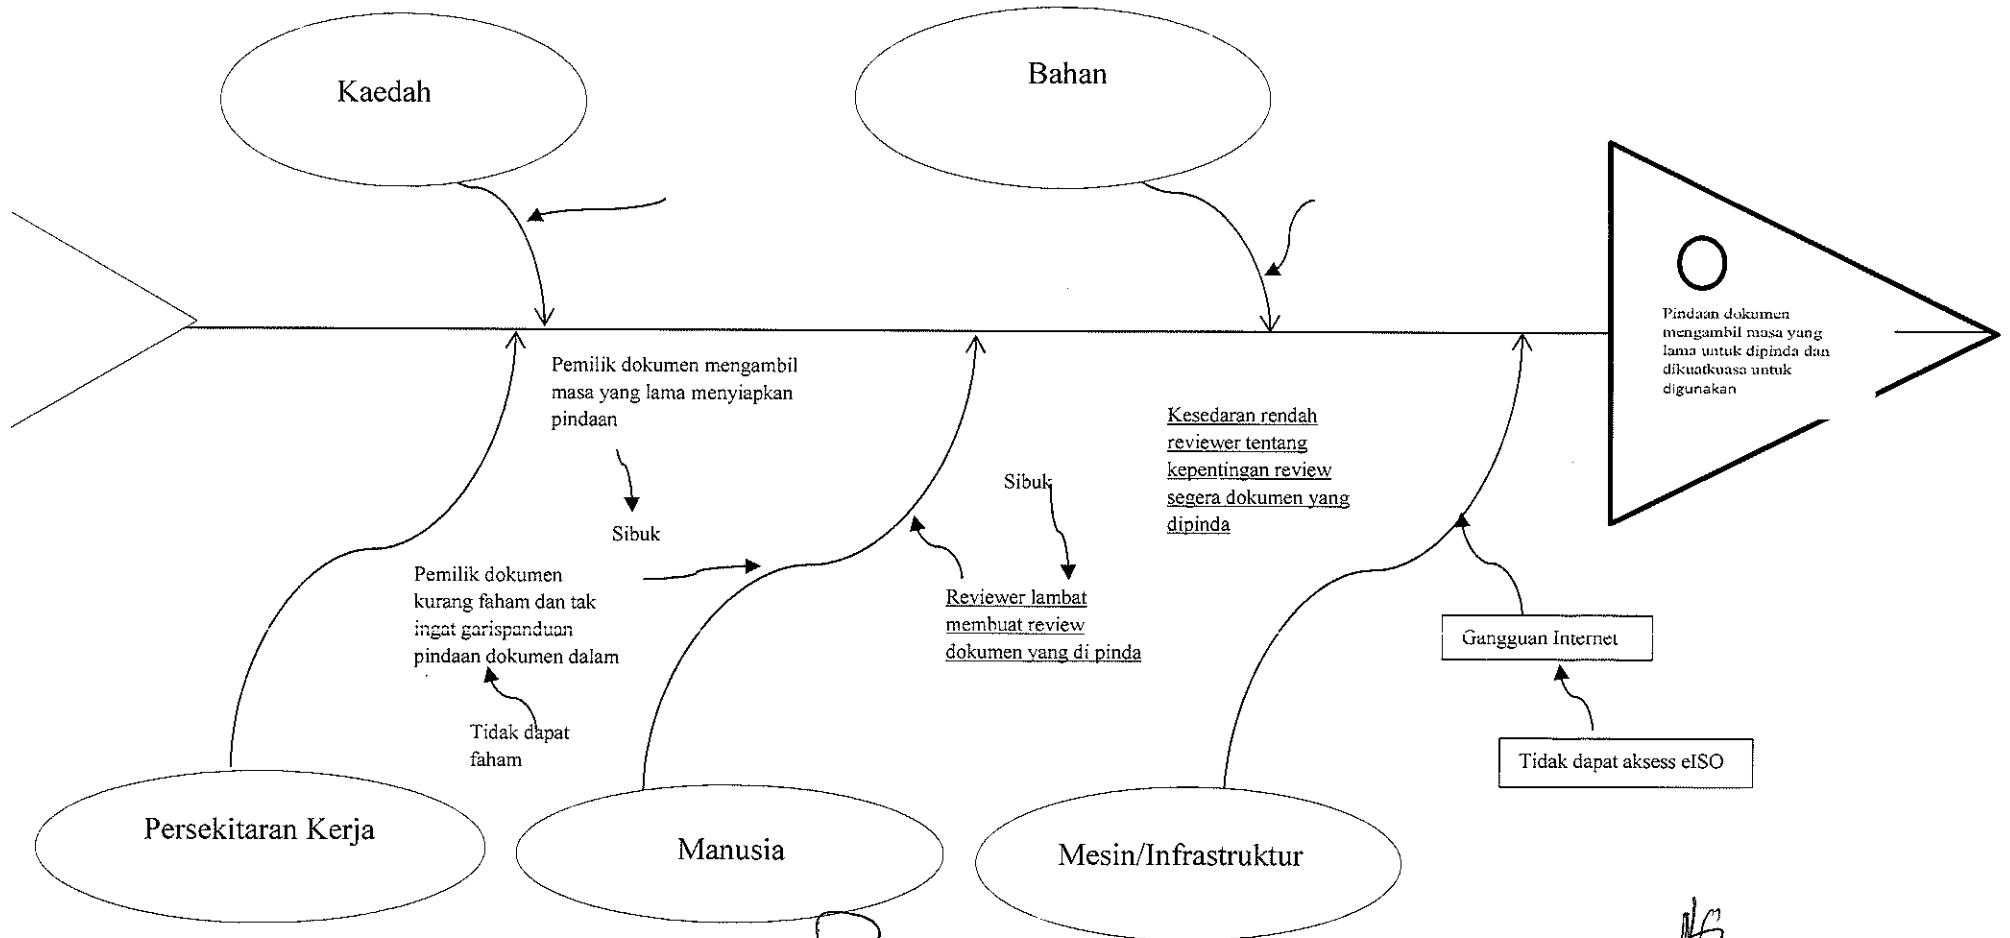 Kaedah
Bahan
Pindaan dokumen
mengambil masa yang
lama untuk dipinda dan
dikuatkuasa untuk
digunakan
Pemilik dokumen mengambil
masa yang lama menyiapkan
pindaan
Sibuk
Pemilik dokumen
kurang faham dan tak
ingat garispanduan
pindaan dokumen dalam
Tidak dapat
faham
Sibuk
Reviewer lambat
membuat review
dokumen yang di pinda
Kesedaran rendah
reviewer tentang
kepentingan review
segera dokumen yang
dipinda
Gangguan Internet
Tidak dapat aksess eISO
Persekitaran Kerja
Manusia
Mesin/Infrastruktur